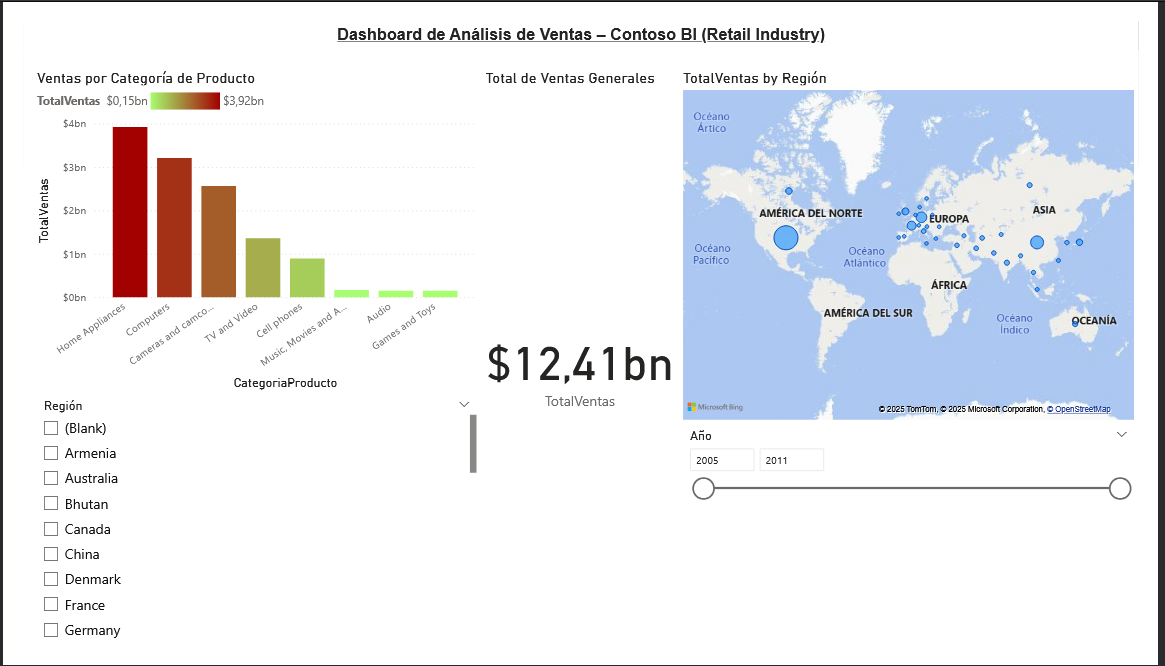 Dashboard de Análisis de Ventas – Contoso BI (Retail Industry)
Ventas por Categoría de Producto
TotalVentas $0,15bn $3,92bn
$4bn
$3bn
$2bn
$1bn
$0bn
TotalVentas
Home Appliances
Computers
Cameras and camco...
TV and Video
Cell phones
Music, Movies and A...
Audio
Games and Toys
CategoriaProducto
Región
(Blank)
Armenia
Australia
Bhutan
Canada
China
Denmark
France
Germany
Total de Ventas Generales
$12,41bn
TotalVentas
TotalVentas by Región
Océano
Ártico
AMÉRICA DEL NORTE
EUROPA
ASIA
Océano
Pacífico
Océano
Atlántico
ÁFRICA
AMÉRICA DEL SUR
Océano
Índico
OCEANÍA
Microsoft Bing
© 2025 TomTom, © 2025 Microsoft Corporation, © OpenStreetMap
Año
2005 2011